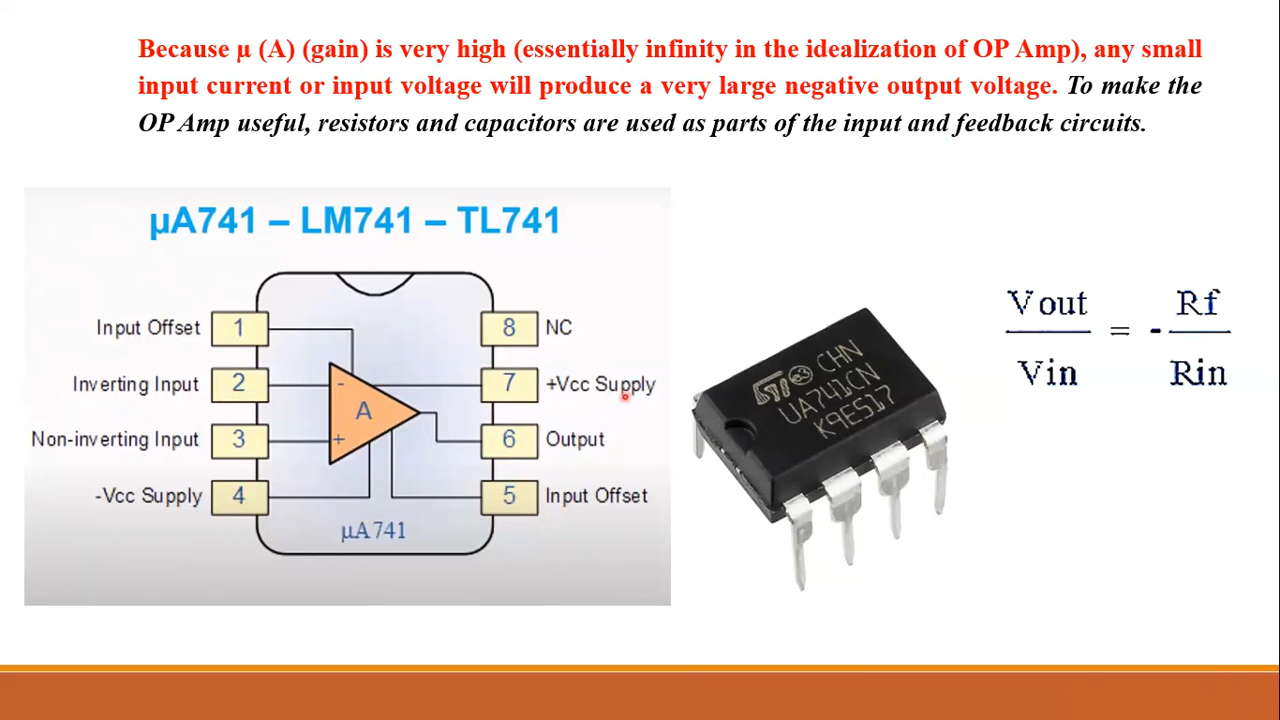 Because µ (A) (gain) is very high (essentially infinity in the idealization of OP Amp), any small
input current or input voltage will produce a very large negative output voltage. To make the
OP Amp useful, resistors and capacitors are used as parts of the input and feedback circuits.
µA741 – LM741 – TL741
Input Offset 1
8 NC
Inverting Input 2
-
7 +Vcc Supply
A
Non-inverting Input 3
+
6 Output
-Vcc Supply 4
5 Input Offset
µA741
ST e3 CHN
UA741CN
K9E517
Vout
Vin
= -
Rf
Rin